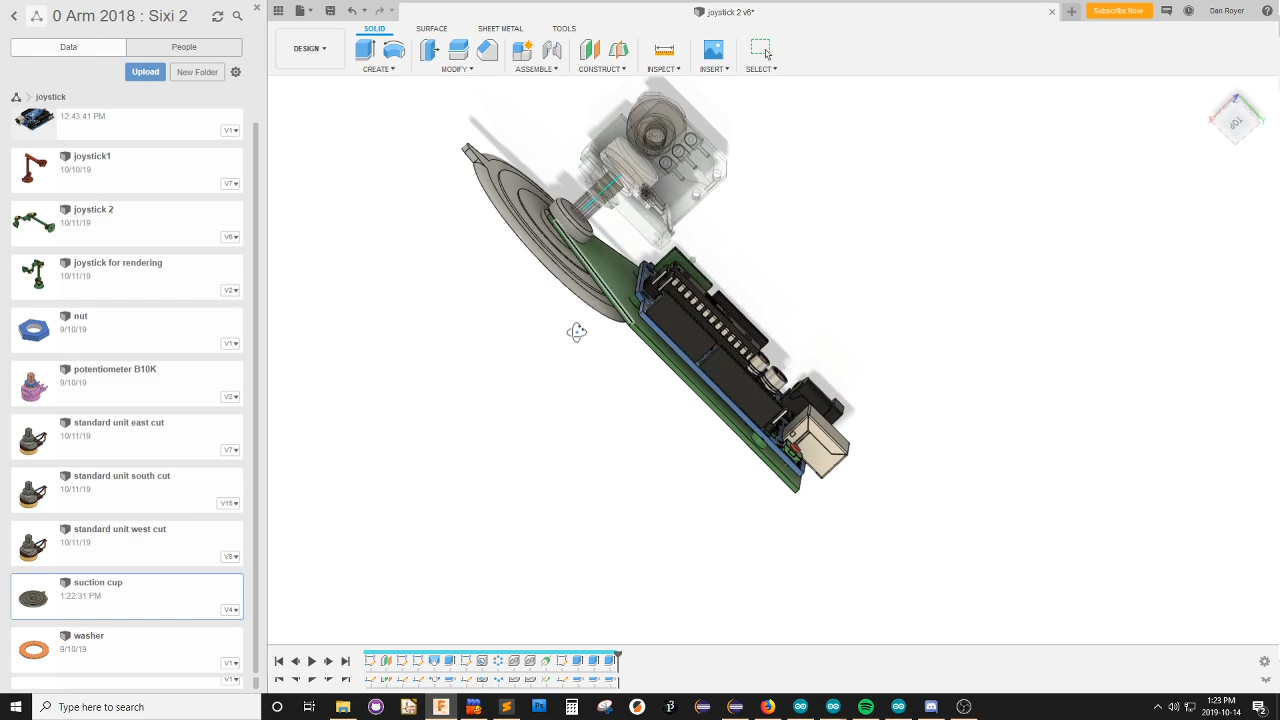 0 Arm 2018 : Sixi 2
joystick 2 v6*
Subscribe Now
Dan Royer
Data
People
SOLID
SURFACE
SHEET METAL
TOOLS
DESIGN
Upload
New Folder
CREATE
MODIFY
ASSEMBLE
CONSTRUCT
INSPECT
INSERT
SELECT
joystick
12:43:41 PM
V1
joystick1
10/10/19
V7
joystick 2
10/11/19
V6
joystick for rendering
10/11/19
V2
nut
9/10/19
V1
potentiometer B10K
9/10/19
V2
standard unit east cut
10/11/19
V7
standard unit south cut
10/11/19
V15
standard unit west cut
10/11/19
V8
suction cup
1:22:31 PM
V4
washer
9/10/19
V1
V1
X
Z
Y
TOP
Type here to search
1:23 PM
2019-10-14